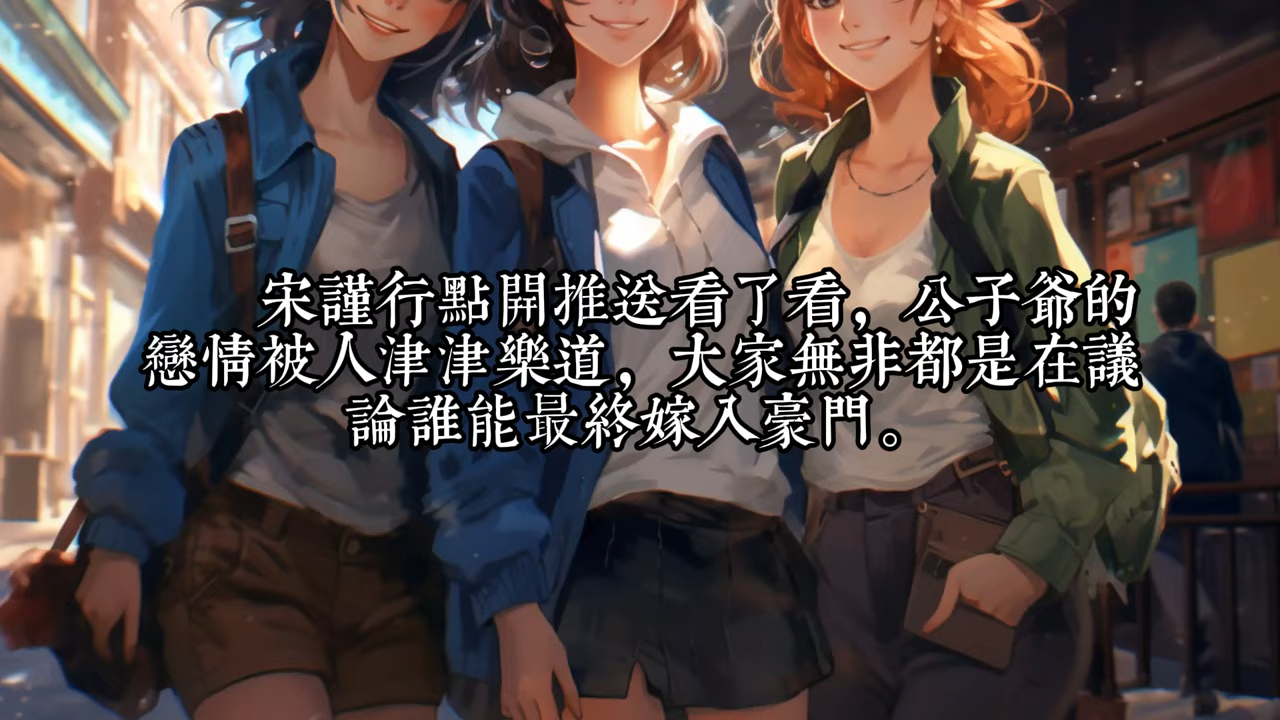 宋謹行點開推送看了看，公子爺的
戀情被人津津樂道，大家無非都是在議
論誰能最終嫁入豪門。